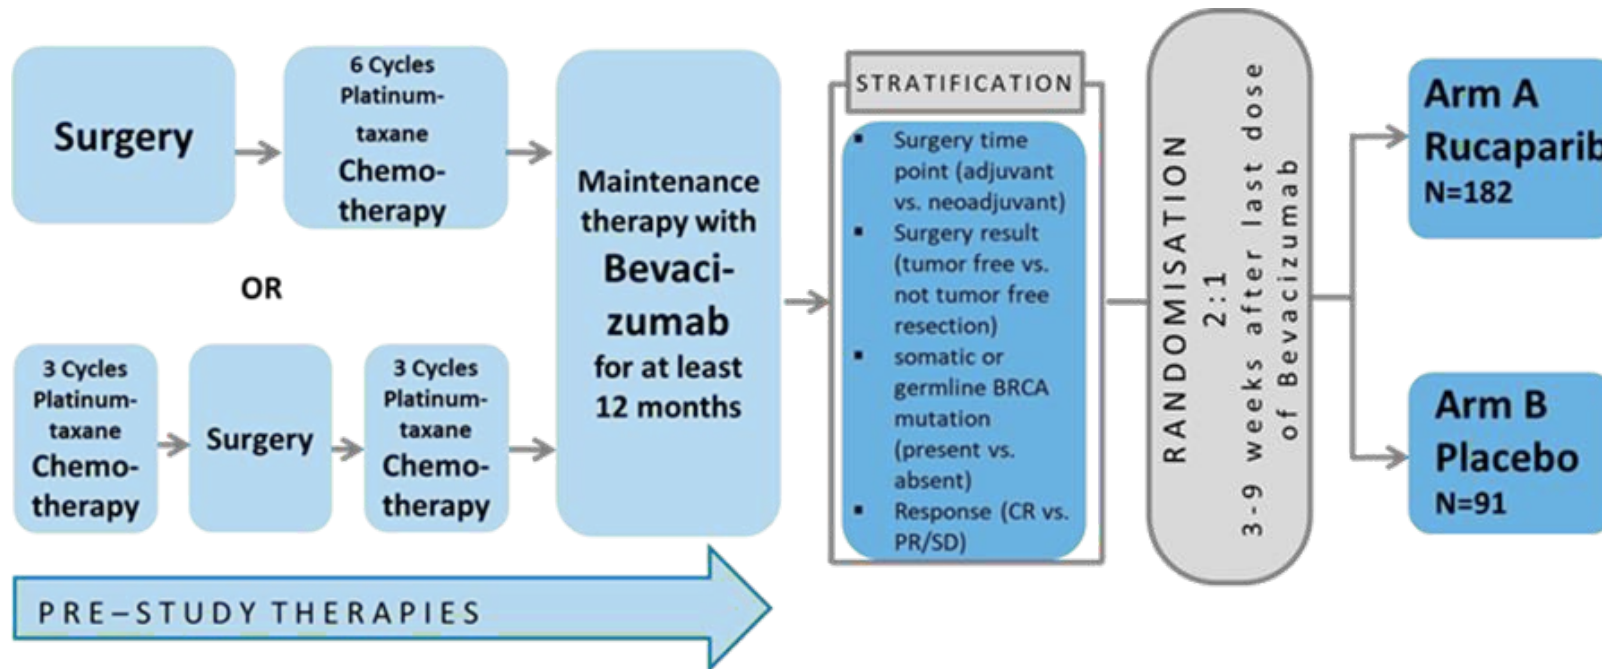 Surgery
6 Cycles
Platinum-
taxane
Chemo-
therapy
OR
3 Cycles
Platinum-
taxane
Chemo-
therapy
Surgery
3 Cycles
Platinum-
taxane
Chemo-
therapy
Maintenance
therapy with
Bevaci-
zumab
for at least
12 months
PRE–STUDY THERAPIES
STRATIFICATION
▪ Surgery time
point (adjuvant
vs. neoadjuvant)
▪ Surgery result
(tumor free vs.
not tumor free
resection)
▪ somatic or
germline BRCA
mutation
(present vs.
absent)
▪ Response (CR vs.
PR/SD)
RANDOMISATION
2:1
3-9 weeks after last dose
of Bevacizumab
Arm A
Rucaparib
N=182
Arm B
Placebo
N=91